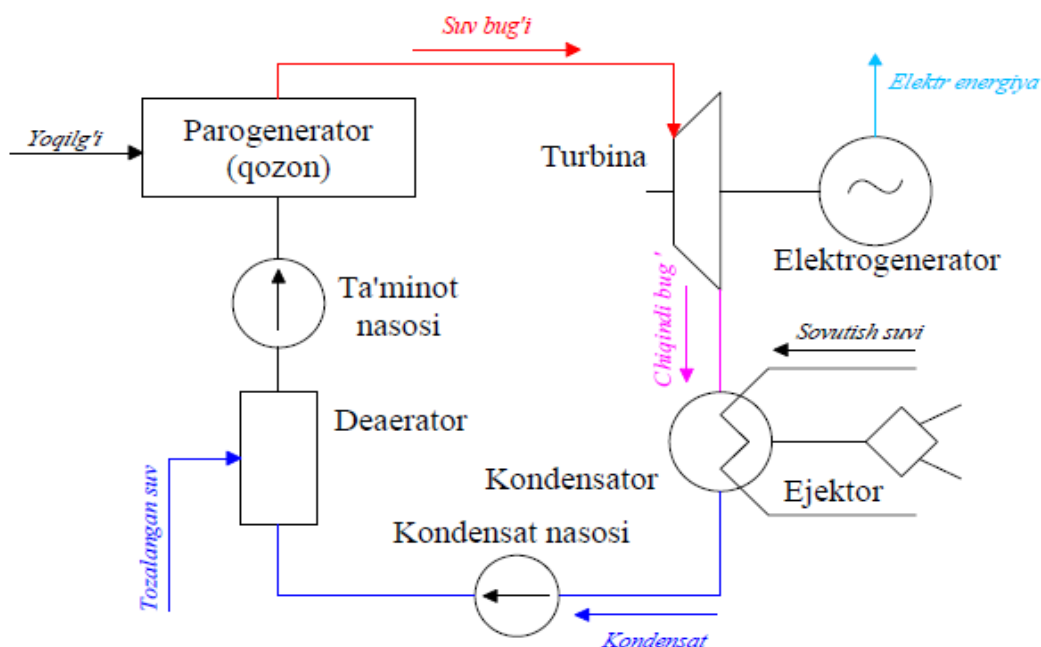 Suv bug'i
Elektr energiya
Yoqilg'i
Parogenerator
(qozon)
Turbina
Elektrogenerator
Ta'minot
nasosi
Chiqindi bug '
Sovutish suvi
Deaerator
Kondensator
Ejektor
Tozalangan suv
Kondensat nasosi
Kondensat